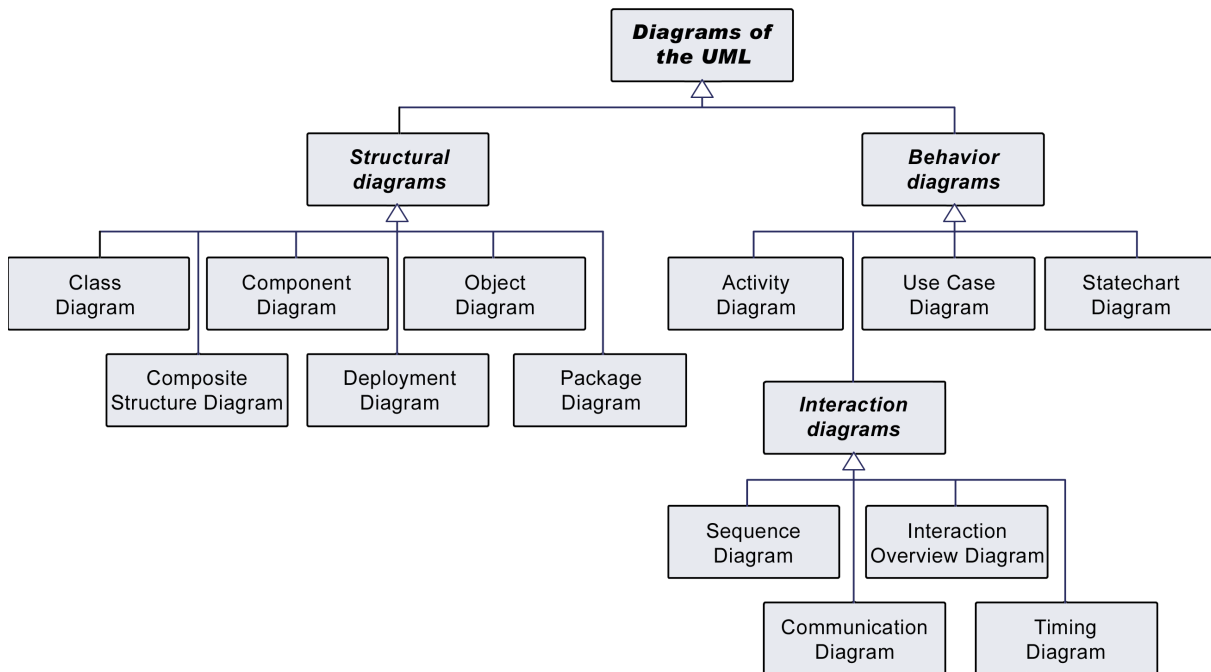 Diagrams of
the UML
Structural
diagrams
Behavior
diagrams
Class
Diagram
Component
Diagram
Object
Diagram
Activity
Diagram
Use Case
Diagram
Statechart
Diagram
Composite
Structure Diagram
Deployment
Diagram
Package
Diagram
Interaction
diagrams
Sequence
Diagram
Interaction
Overview Diagram
Communication
Diagram
Timing
Diagram